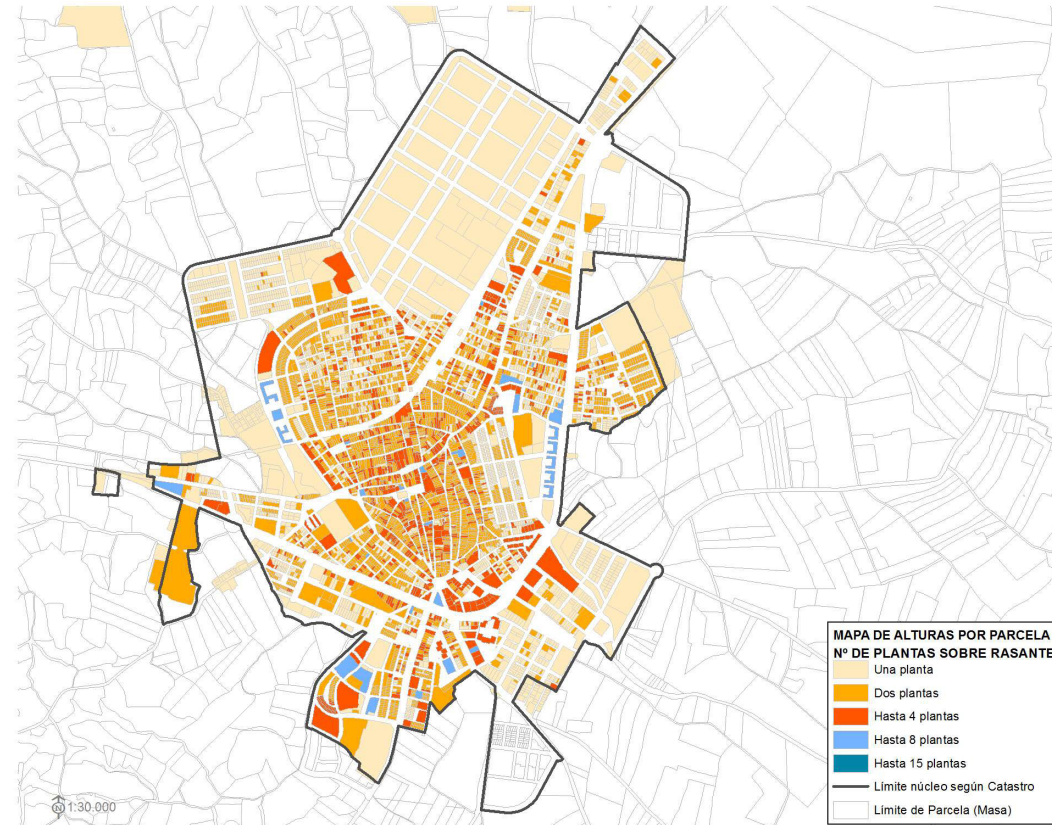 MAPA DE ALTURAS POR PARCELA
Nº DE PLANTAS SOBRE RASANTE
Una planta
Dos plantas
Hasta 4 plantas
Hasta 8 plantas
Hasta 15 plantas
Límite núcleo según Catastro
Límite de Parcela (Masa)
1:30.000